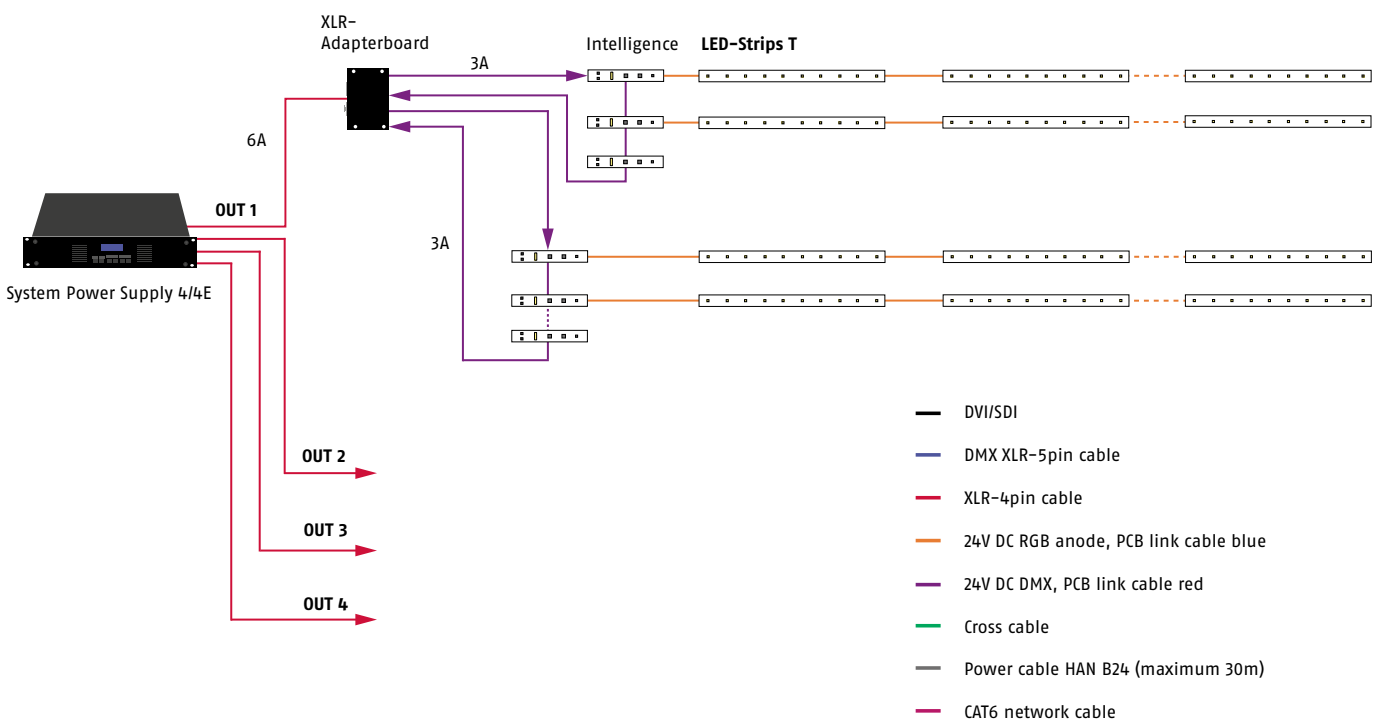 XLR-
Adapterboard
Intelligence LED-Strips T
3A
6A
OUT 1
3A
System Power Supply 4/4E
OUT 2
OUT 3
OUT 4
DVI/SDI
DMX XLR-5pin cable
XLR-4pin cable
24V DC RGB anode, PCB link cable blue
24V DC DMX, PCB link cable red
Cross cable
Power cable HAN B24 (maximum 30m)
CAT6 network cable